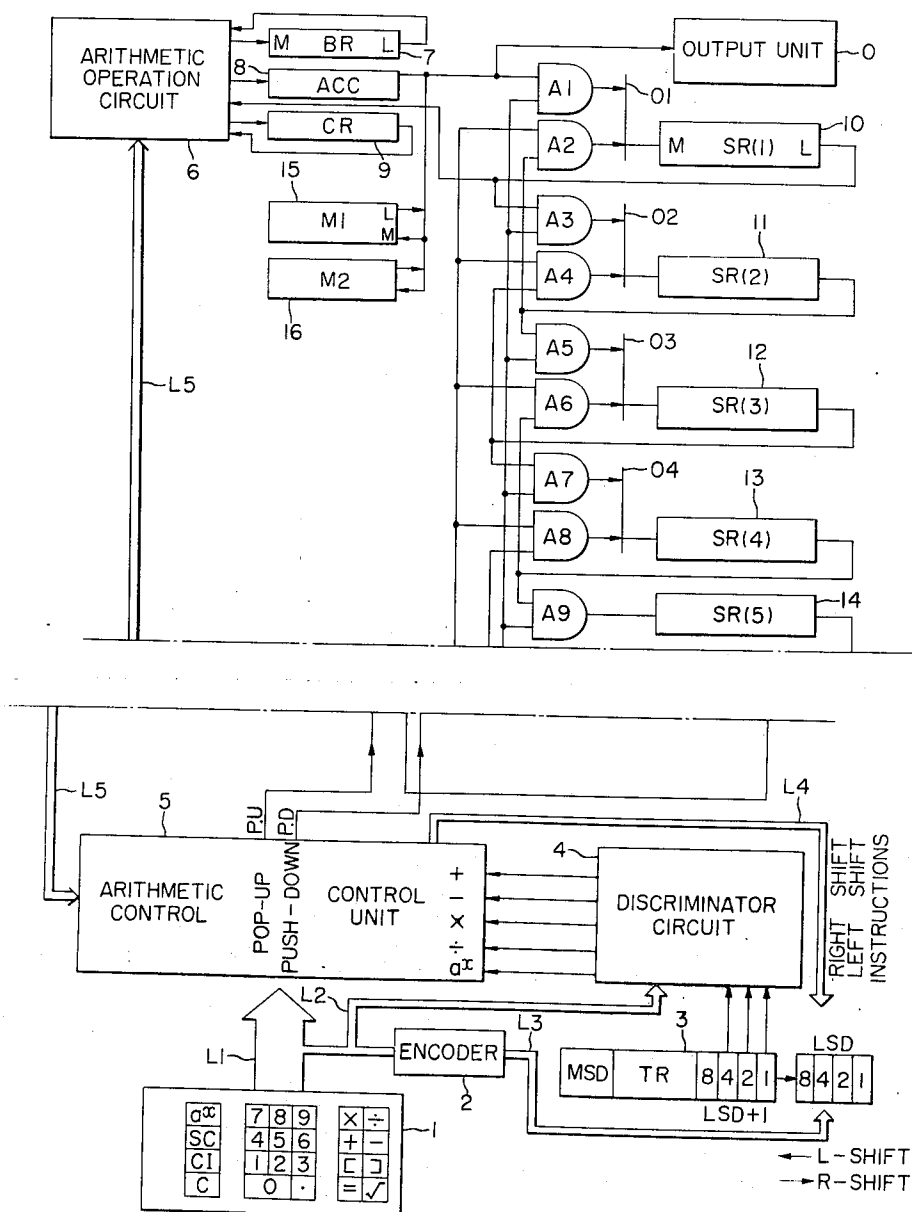 ARITHMETIC
OPERATION
CIRCUIT
6
M BR L
7
8
ACC
CR
9
15
M1
L
M
M2
16
OUTPUT UNIT
O
A1
O1
A2
10
M SR(1) L
A3
O2
A4
11
SR(2)
A5
O3
A6
12
SR(3)
A7
O4
A8
13
SR(4)
A9
14
SR(5)
L5
L5
5
P.U
P.D
ARITHMETIC
CONTROL
POP-UP
PUSH-DOWN
CONTROL
UNIT
+
−
×
÷
aˣ
4
DISCRIMINATOR
CIRCUIT
L4
RIGHT SHIFT
LEFT SHIFT
INSTRUCTIONS
L1
L2
ENCODER
2
L3
3
MSD TR 8 4 2 1
LSD+1
LSD
8 4 2 1
L-SHIFT
R-SHIFT
1
aˣ 7 8 9 × ÷
SC 4 5 6 + −
CI 1 2 3 [ ]
C 0 · = √